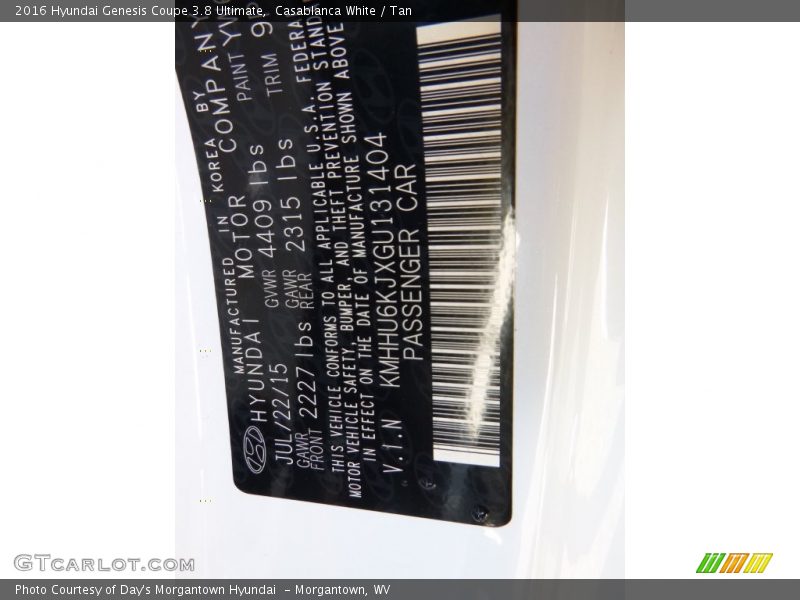 2016 Hyundai Genesis Coupe 3.8 Ultimate,  Casablanca White / Tan
MANUFACTURED IN KOREA BY
HYUNDAI MOTOR COMPANY
JUL/22/15 GVWR 4409 lbs PAINT
GAWR FRONT 2227 lbs GAWR REAR 2315 lbs TRIM
THIS VEHICLE CONFORMS TO ALL APPLICABLE U.S.A. FEDERAL
MOTOR VEHICLE SAFETY, BUMPER, AND THEFT PREVENTION
IN EFFECT ON THE DATE OF MANUFACTURE SHOWN ABOVE
V.I.N KMHHU6KJXGU131404
PASSENGER CAR
GTcarlot.com
Photo Courtesy of Day's Morgantown Hyundai  - Morgantown, WV